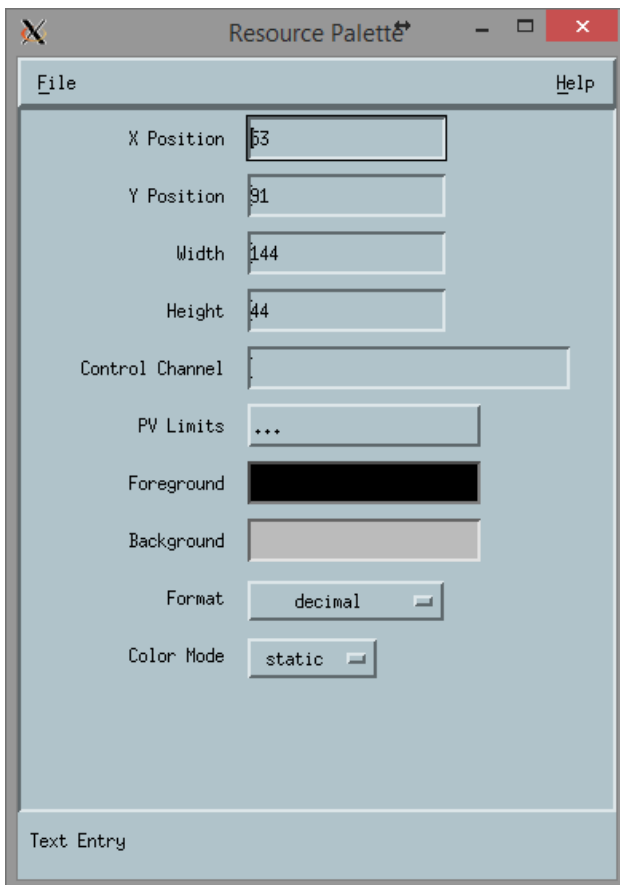 Resource Palette
File Help
X Position 53
Y Position 91
Width 144
Height 44
Control Channel
PV Limits ...
Foreground
Background
Format decimal
Color Mode static
Text Entry